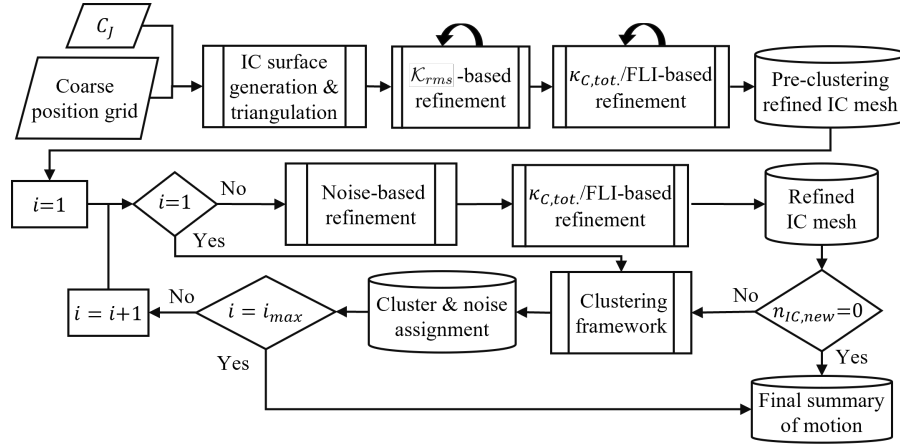 C_J
Coarse
position grid
IC surface
generation &
triangulation
𝒦_rms-based
refinement
κ_C,tot./FLI-based
refinement
Pre-clustering
refined IC mesh
i=1
i=1
No
Yes
Noise-based
refinement
κ_C,tot./FLI-based
refinement
Refined
IC mesh
i = i+1
No
i = i_max
Yes
Cluster & noise
assignment
Clustering
framework
No
n_IC,new=0
Yes
Final summary
of motion